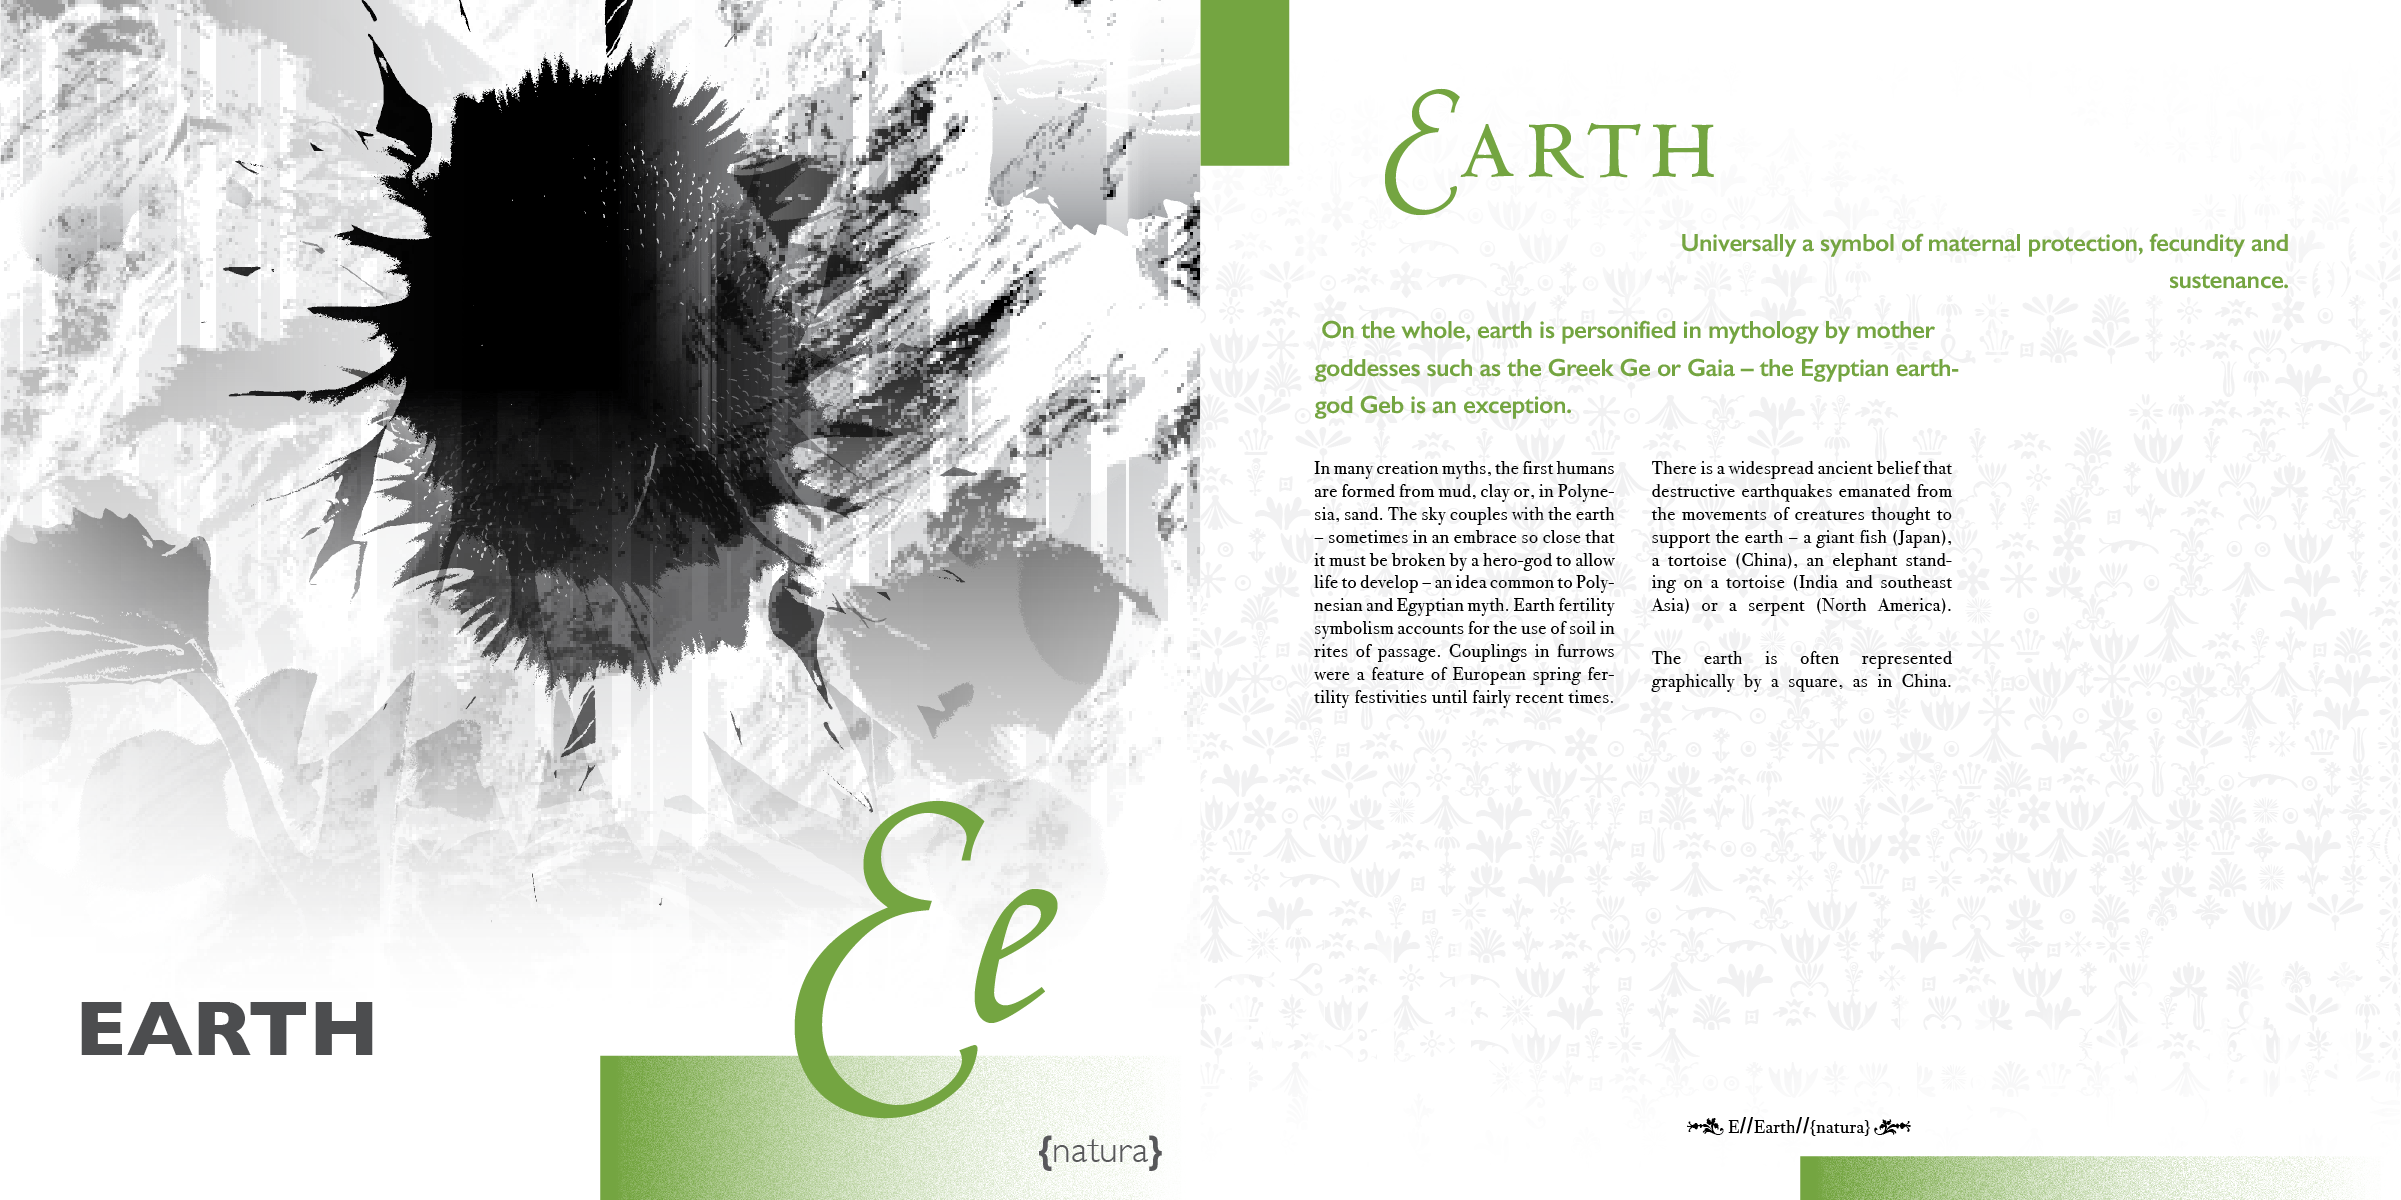 EARTH
Ee
{natura}
EARTH
Universally a symbol of maternal protection, fecundity and
sustenance.
On the whole, earth is personified in mythology by mother
goddesses such as the Greek Ge or Gaia – the Egyptian earth-
god Geb is an exception.
In many creation myths, the first humans
are formed from mud, clay or, in Polyne-
sia, sand. The sky couples with the earth
– sometimes in an embrace so close that
it must be broken by a hero-god to allow
life to develop – an idea common to Poly-
nesian and Egyptian myth. Earth fertility
symbolism accounts for the use of soil in
rites of passage. Couplings in furrows
were a feature of European spring fer-
tility festivities until fairly recent times.
There is a widespread ancient belief that
destructive earthquakes emanated from
the movements of creatures thought to
support the earth – a giant fish (Japan),
a tortoise (China), an elephant stand-
ing on a tortoise (India and southeast
Asia) or a serpent (North America).
The earth is often represented
graphically by a square, as in China.
E//Earth//{natura}